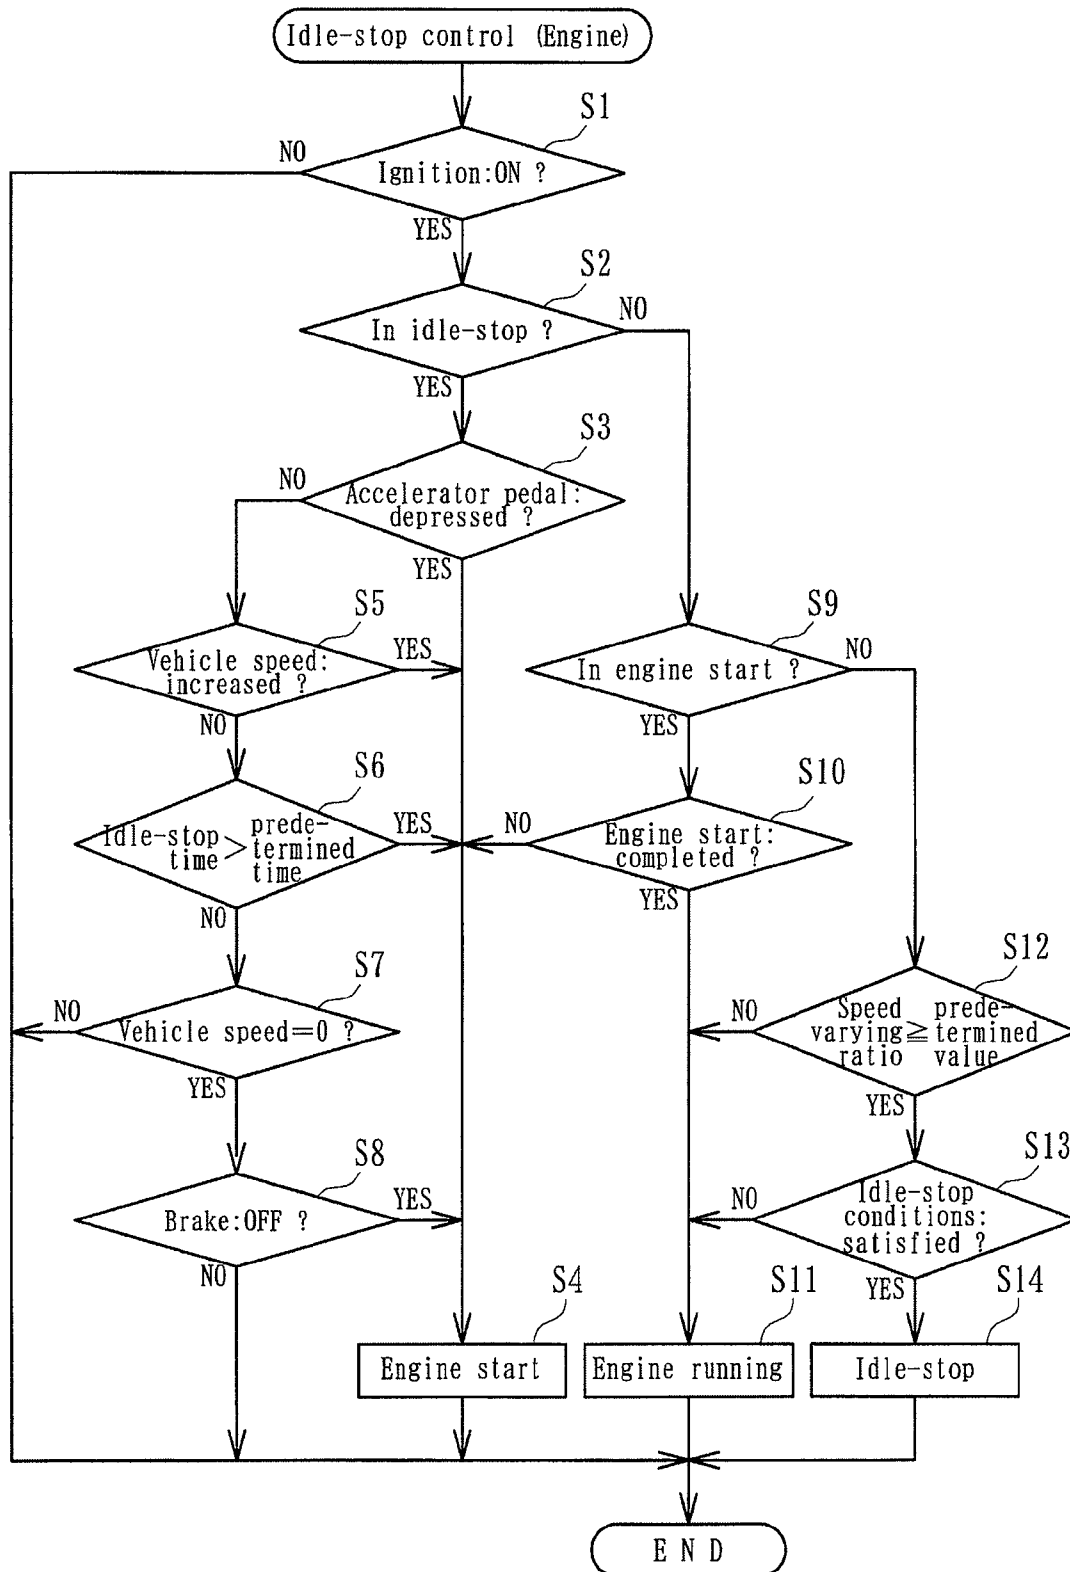 Idle-stop control (Engine)
S1
NO
Ignition:ON ?
YES
S2
NO
In idle-stop ?
YES
S3
NO
Accelerator pedal:
depressed ?
YES
S5
Vehicle speed:
increased ?
YES
NO
S9
NO
In engine start ?
YES
S6
Idle-stop
time
>
prede-
termined
time
YES
NO
S10
NO
Engine start:
completed ?
YES
S7
NO
Vehicle speed=0 ?
YES
S12
NO
Speed
varying
ratio
≧
prede-
termined
value
YES
S8
YES
Brake:OFF ?
NO
S13
NO
Idle-stop
conditions:
satisfied ?
YES
S4
Engine start
S11
Engine running
S14
Idle-stop
E N D